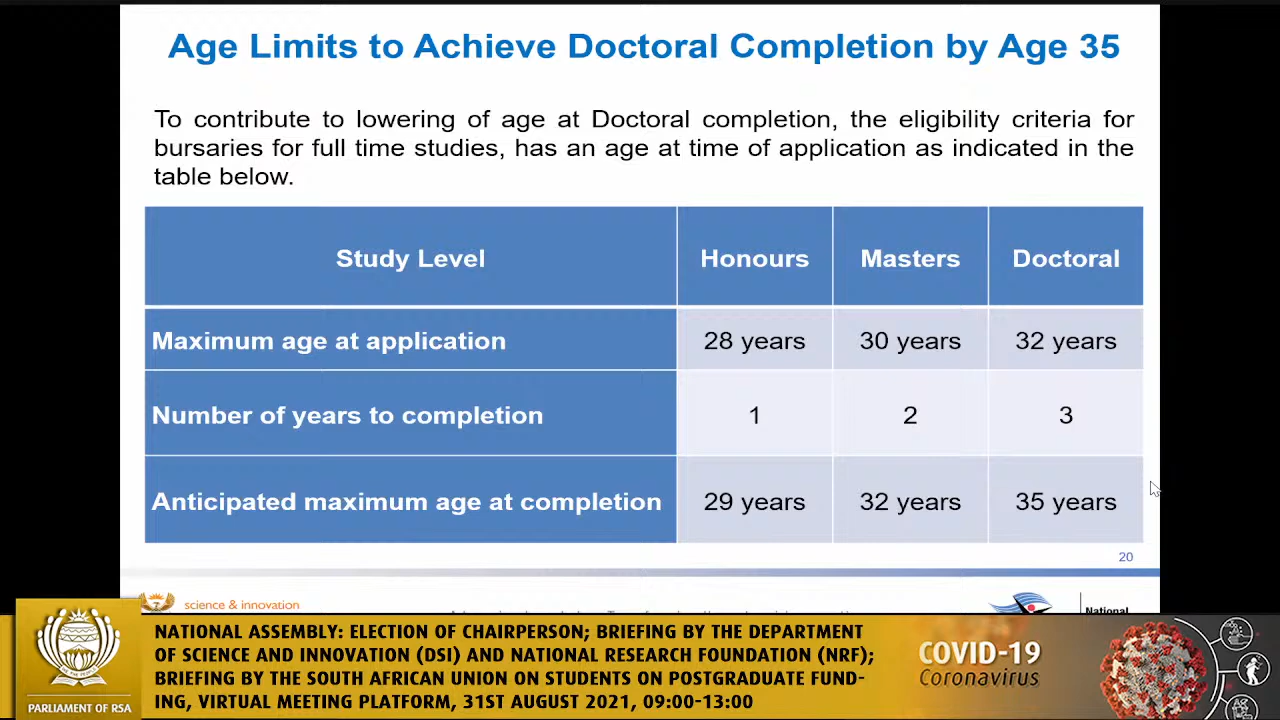 Age Limits to Achieve Doctoral Completion by Age 35
To contribute to lowering of age at Doctoral completion, the eligibility criteria for
bursaries for full time studies, has an age at time of application as indicated in the
table below.
Study Level Honours Masters Doctoral
Maximum age at application 28 years 30 years 32 years
Number of years to completion 1 2 3
Anticipated maximum age at completion 29 years 32 years 35 years
20
science & innovation
National
PARLIAMENT OF RSA
NATIONAL ASSEMBLY: ELECTION OF CHAIRPERSON; BRIEFING BY THE DEPARTMENT
OF SCIENCE AND INNOVATION (DSI) AND NATIONAL RESEARCH FOUNDATION (NRF);
BRIEFING BY THE SOUTH AFRICAN UNION ON STUDENTS ON POSTGRADUATE FUND-
ING, VIRTUAL MEETING PLATFORM, 31ST AUGUST 2021, 09:00-13:00
COVID-19
Coronavirus